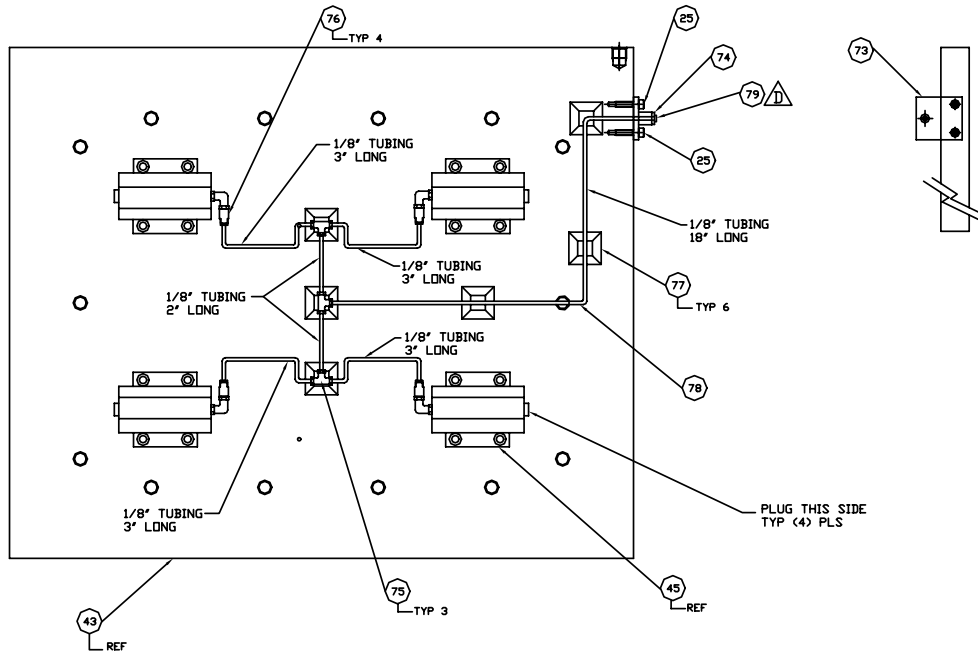 76
TYP 4
25
74
79
D
73
25
1/8" TUBING
3" LONG
1/8" TUBING
18" LONG
1/8" TUBING
3" LONG
77
TYP 6
1/8" TUBING
2" LONG
1/8" TUBING
3" LONG
78
1/8" TUBING
3" LONG
PLUG THIS SIDE
TYP (4) PLS
75
TYP 3
45
REF
43
REF